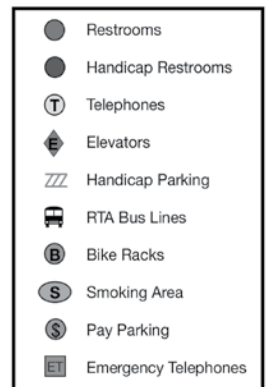 Restrooms
Handicap Restrooms
T Telephones
E Elevators
Handicap Parking
RTA Bus Lines
B Bike Racks
S Smoking Area
$ Pay Parking
ET Emergency Telephones